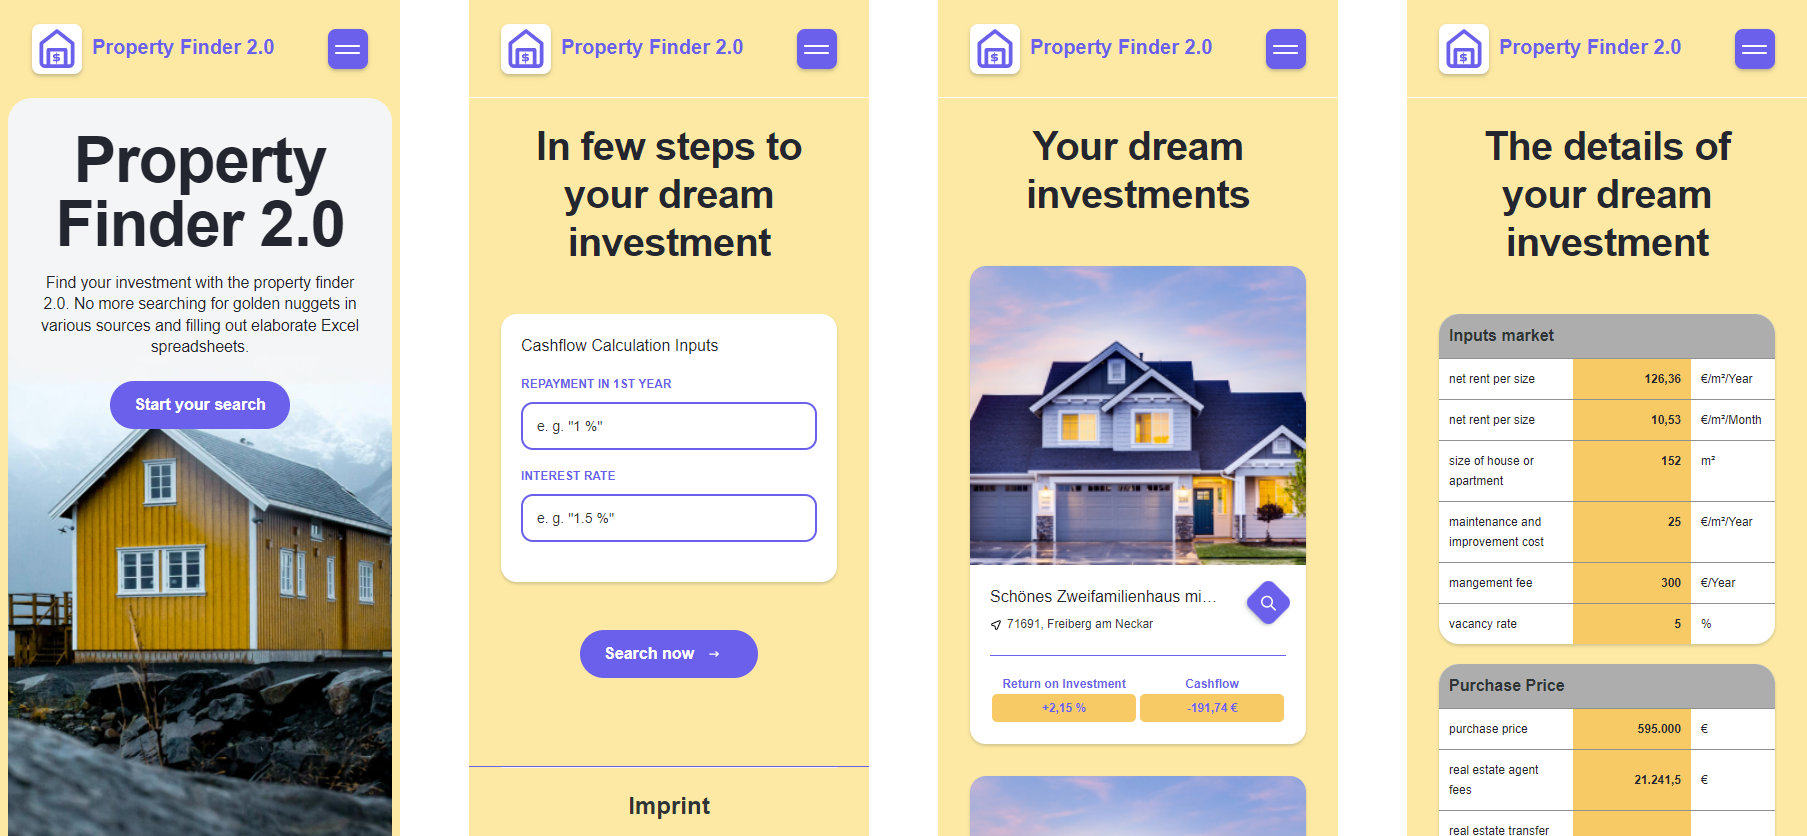 Property Finder 2.0
Property
Finder 2.0
Find your investment with the property finder
2.0. No more searching for golden nuggets in
various sources and filling out elaborate Excel
spreadsheets.
Start your search
Property Finder 2.0
In few steps to
your dream
investment
Cashflow Calculation Inputs
REPAYMENT IN 1ST YEAR
e. g. "1 %"
INTEREST RATE
e. g. "1.5 %"
Search now →
Imprint
Property Finder 2.0
Your dream
investments
Schönes Zweifamilienhaus mi...
71691, Freiberg am Neckar
Return on Investment Cashflow
+2,15 % -191,74 €
Property Finder 2.0
The details of
your dream
investment
Inputs market
net rent per size 126,36 €/m²/Year
net rent per size 10,53 €/m²/Month
size of house or
apartment 152 m²
maintenance and
improvement cost 25 €/m²/Year
mangement fee 300 €/Year
vacancy rate 5 %
Purchase Price
purchase price 595.000 €
real estate agent
fees 21.241,5 €
real estate transfer